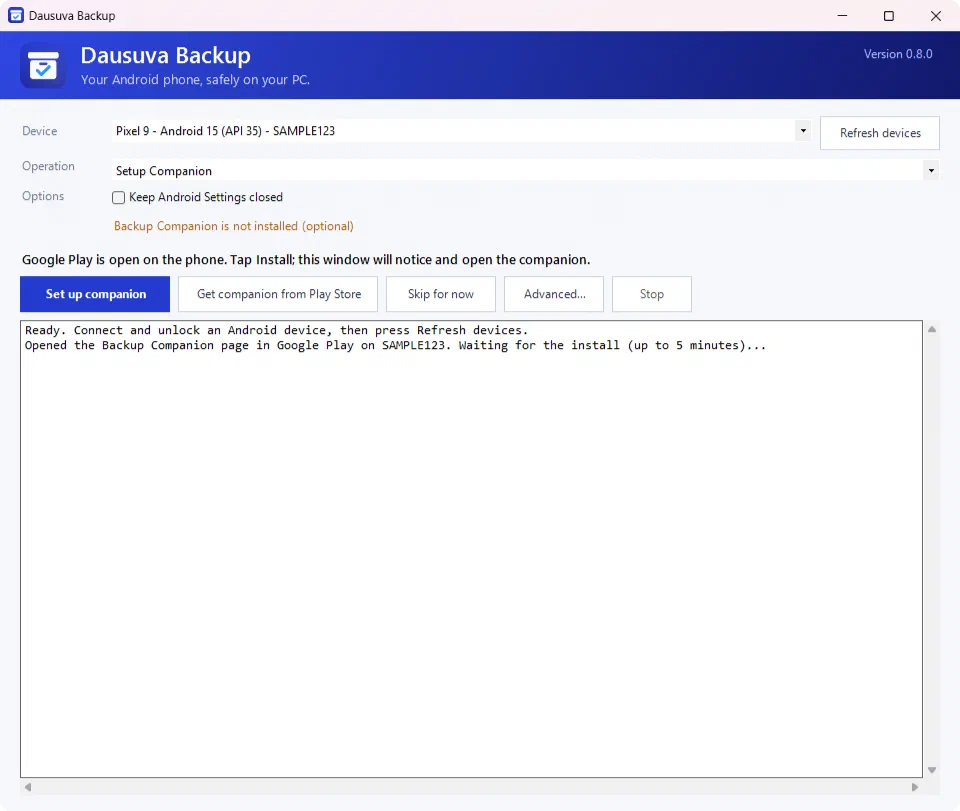 Dausuva Backup
Dausuva Backup
Your Android phone, safely on your PC.
Version 0.8.0
Device
Pixel 9 - Android 15 (API 35) - SAMPLE123
Refresh devices
Operation
Setup Companion
Options
Keep Android Settings closed
Backup Companion is not installed (optional)
Google Play is open on the phone. Tap Install; this window will notice and open the companion.
Set up companion
Get companion from Play Store
Skip for now
Advanced...
Stop
Ready. Connect and unlock an Android device, then press Refresh devices.
Opened the Backup Companion page in Google Play on SAMPLE123. Waiting for the install (up to 5 minutes)...